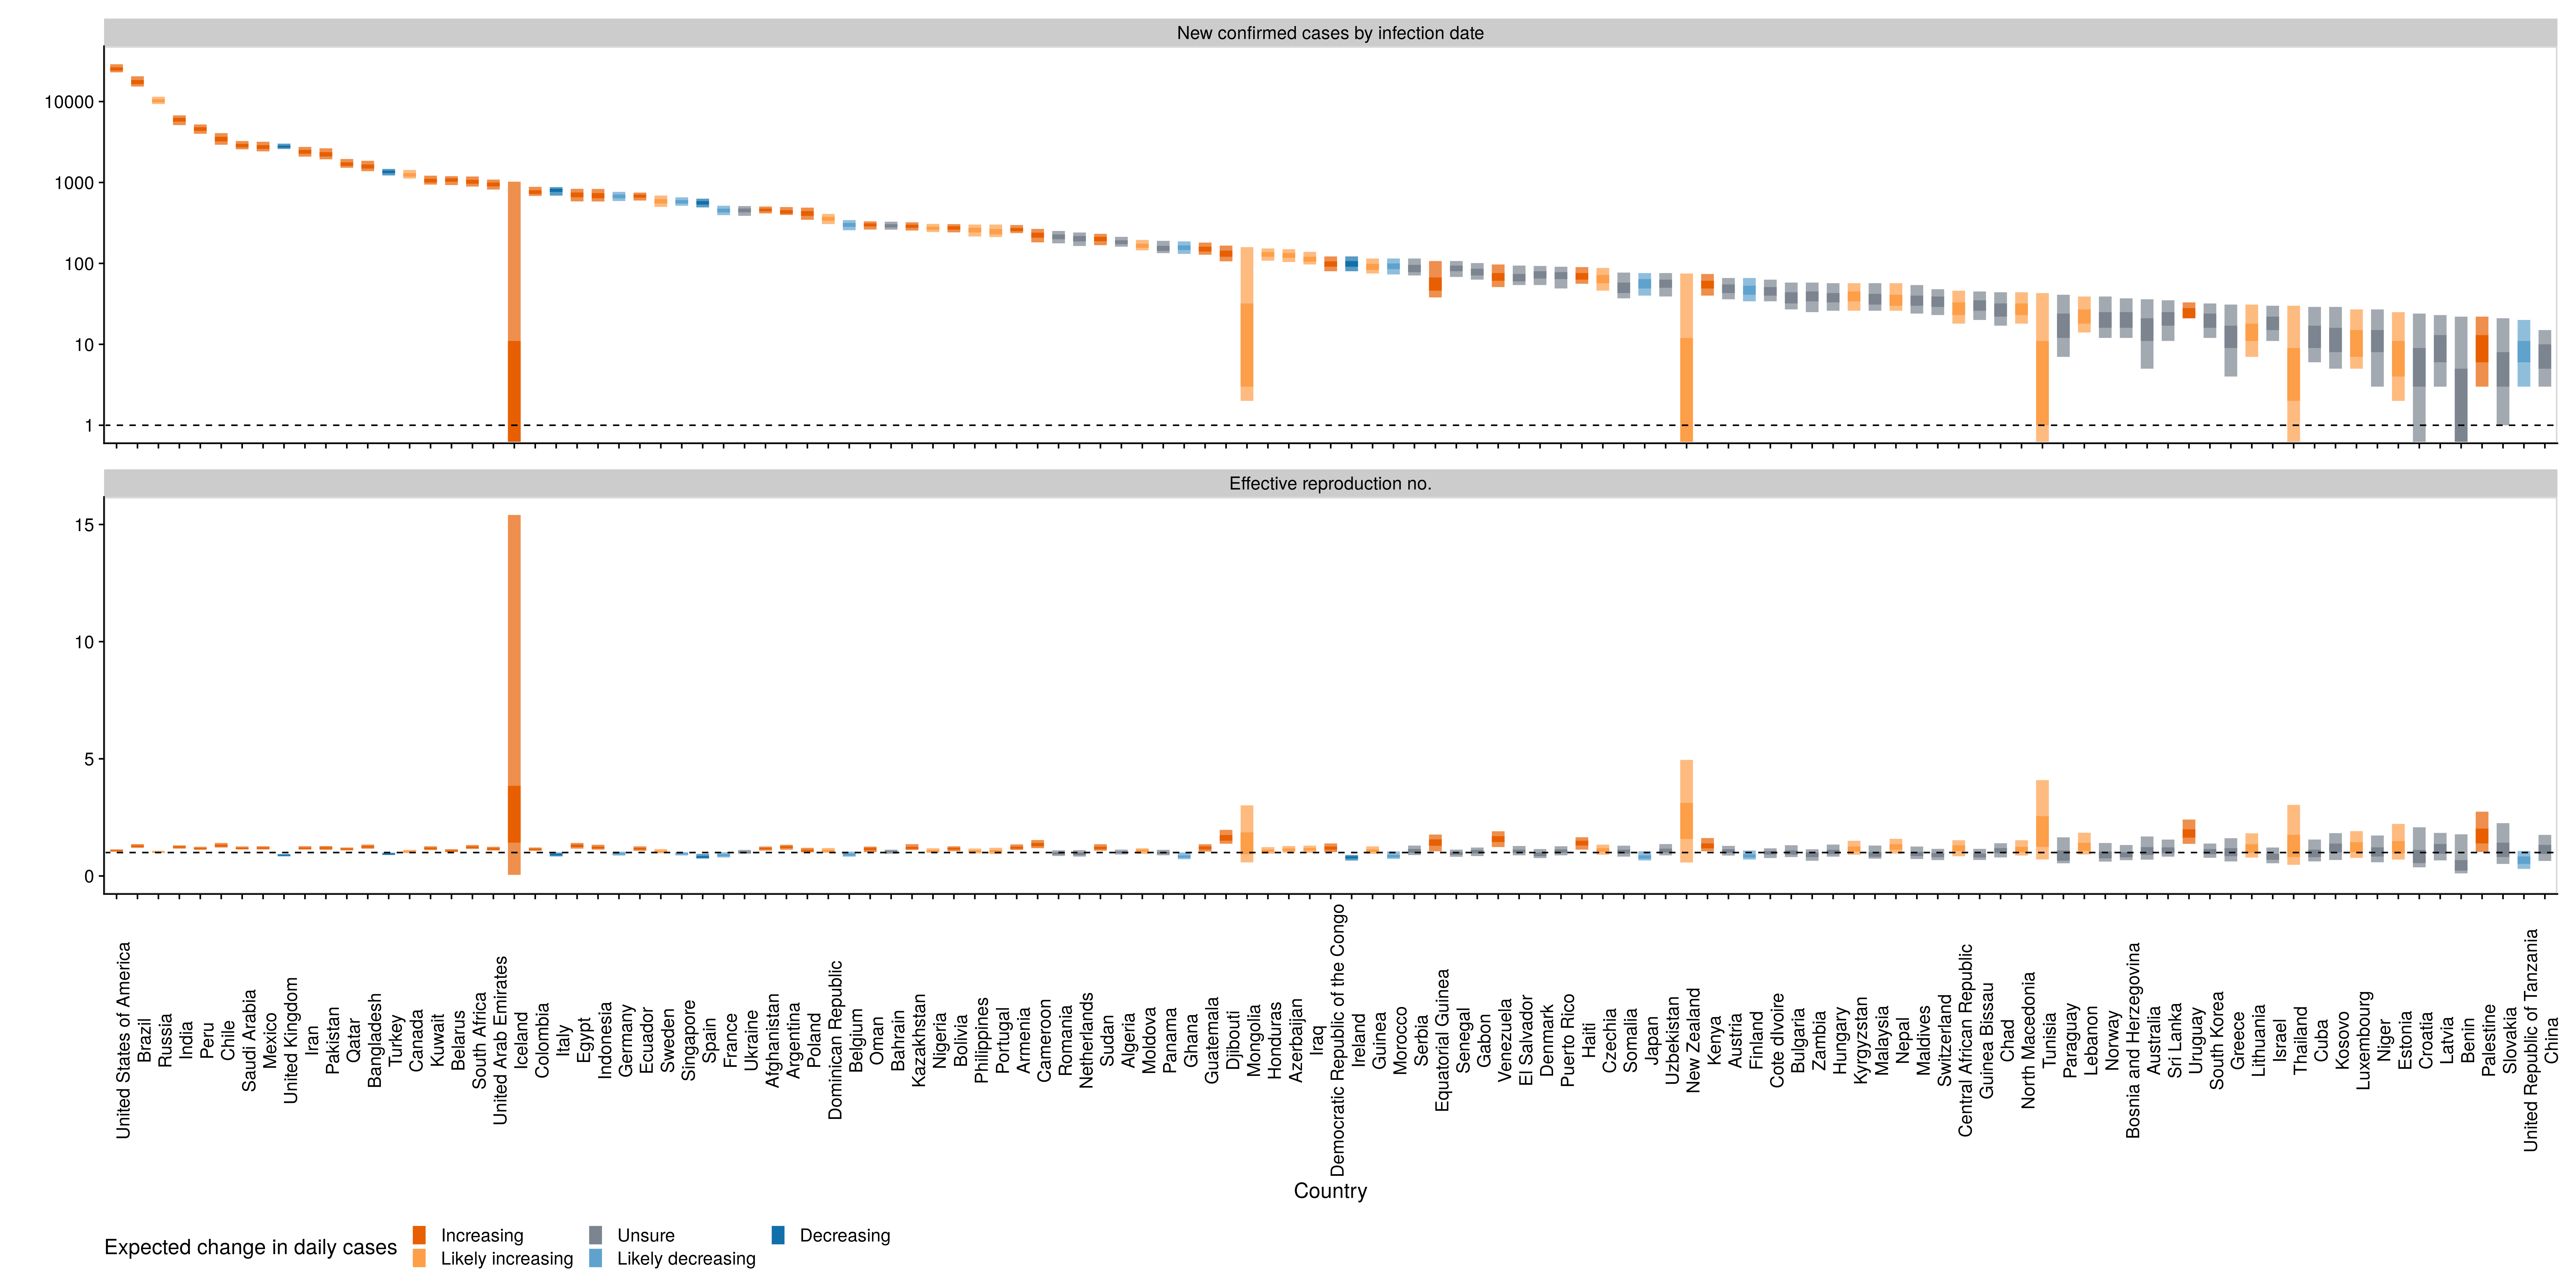 New confirmed cases by infection date
10000
1000
100
10
1
Effective reproduction no.
15
10
5
0
United States of America
Brazil
Russia
India
Peru
Chile
Saudi Arabia
Mexico
United Kingdom
Iran
Pakistan
Qatar
Bangladesh
Turkey
Canada
Kuwait
Belarus
South Africa
United Arab Emirates
Iceland
Colombia
Italy
Egypt
Indonesia
Germany
Ecuador
Sweden
Singapore
Spain
France
Ukraine
Afghanistan
Argentina
Poland
Dominican Republic
Belgium
Oman
Bahrain
Kazakhstan
Nigeria
Bolivia
Philippines
Portugal
Armenia
Cameroon
Romania
Netherlands
Sudan
Algeria
Moldova
Panama
Ghana
Guatemala
Djibouti
Mongolia
Honduras
Azerbaijan
Iraq
Democratic Republic of the Congo
Ireland
Guinea
Morocco
Serbia
Equatorial Guinea
Senegal
Gabon
Venezuela
El Salvador
Denmark
Puerto Rico
Haiti
Czechia
Somalia
Japan
Uzbekistan
New Zealand
Kenya
Austria
Finland
Cote dIvoire
Bulgaria
Zambia
Hungary
Kyrgyzstan
Malaysia
Nepal
Maldives
Switzerland
Central African Republic
Guinea Bissau
Chad
North Macedonia
Tunisia
Paraguay
Lebanon
Norway
Bosnia and Herzegovina
Australia
Sri Lanka
Uruguay
South Korea
Greece
Lithuania
Israel
Thailand
Cuba
Kosovo
Luxembourg
Niger
Estonia
Croatia
Latvia
Benin
Palestine
Slovakia
United Republic of Tanzania
China
Country
Expected change in daily cases
Increasing
Unsure
Decreasing
Likely increasing
Likely decreasing